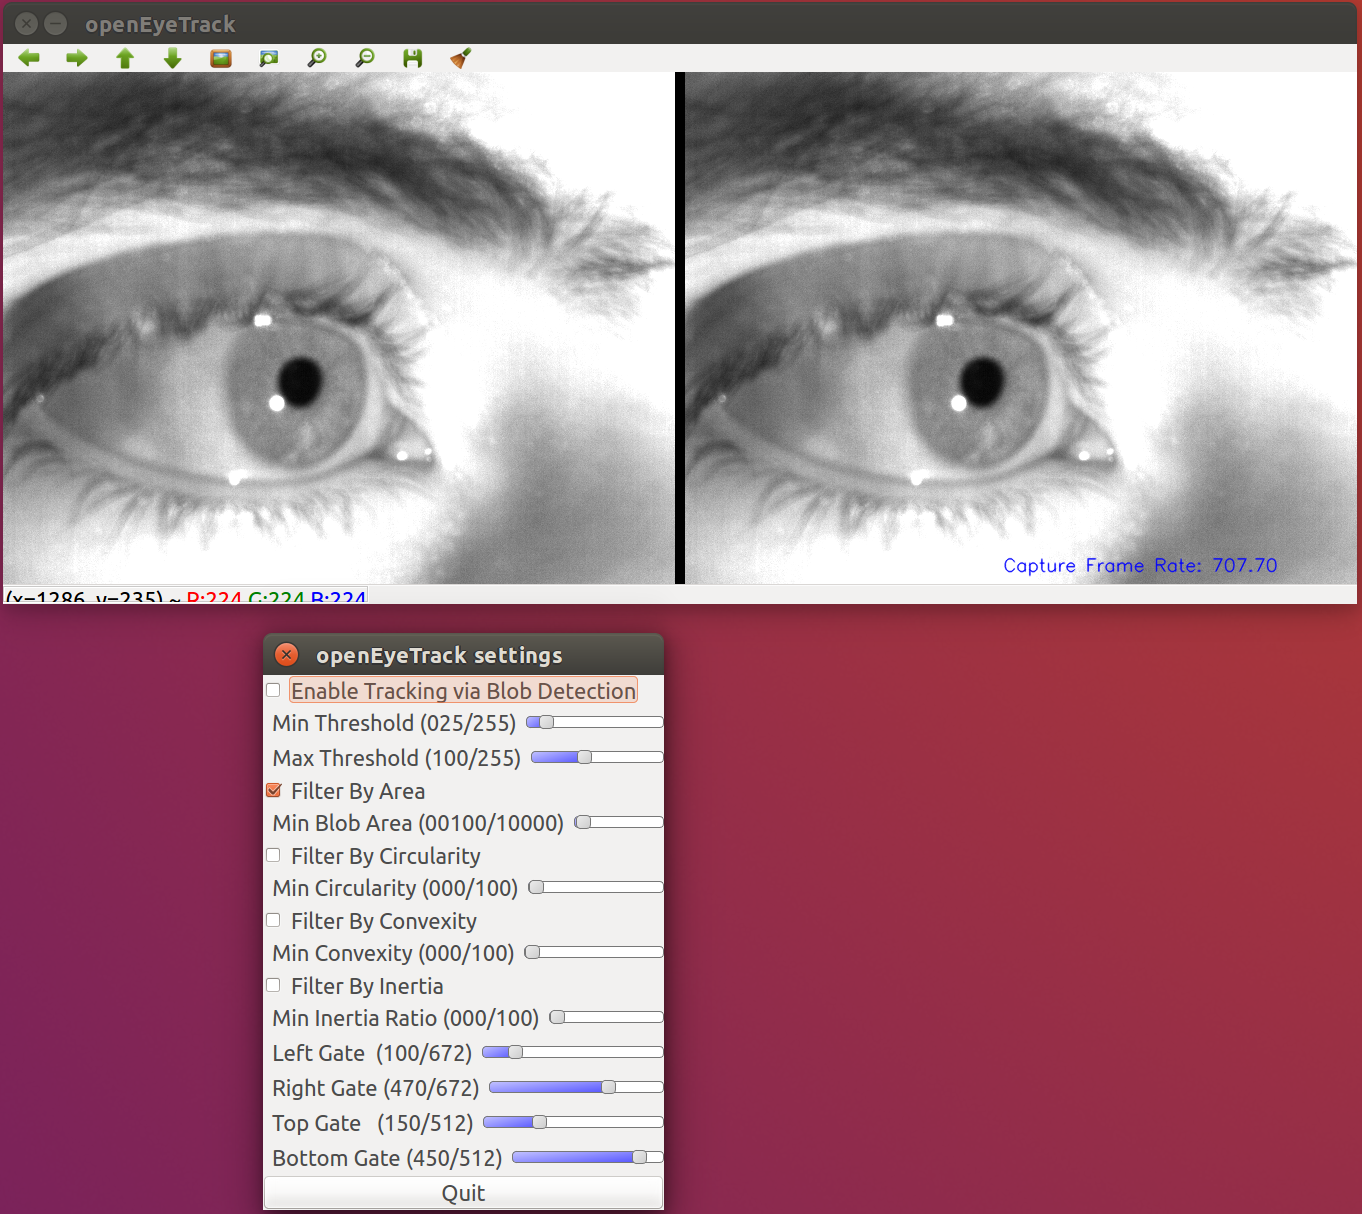 openEyeTrack
Capture Frame Rate: 707.70
(x=1286, y=235) ~ R:224 G:224 B:224
openEyeTrack settings
Enable Tracking via Blob Detection
Min Threshold (025/255)
Max Threshold (100/255)
Filter By Area
Min Blob Area (00100/10000)
Filter By Circularity
Min Circularity (000/100)
Filter By Convexity
Min Convexity (000/100)
Filter By Inertia
Min Inertia Ratio (000/100)
Left Gate (100/672)
Right Gate (470/672)
Top Gate (150/512)
Bottom Gate (450/512)
Quit